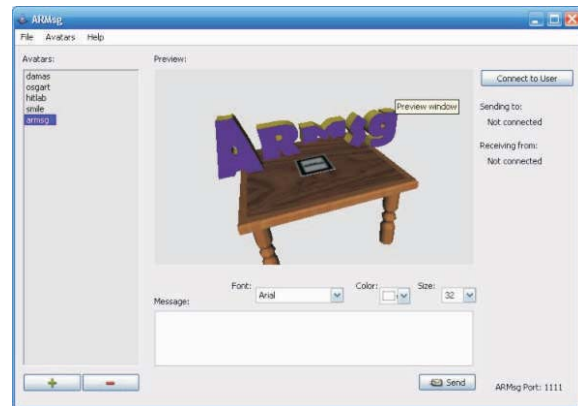 ARMsg
File Avatars Help
Avatars:
damas
osgart
hitlab
smile
armsg
Preview:
ARmsg
Preview window
Connect to User
Sending to:
Not connected
Receiving from:
Not connected
Font:
Arial
Color:
Size:
32
Message:
Send
ARMsg Port: 1111